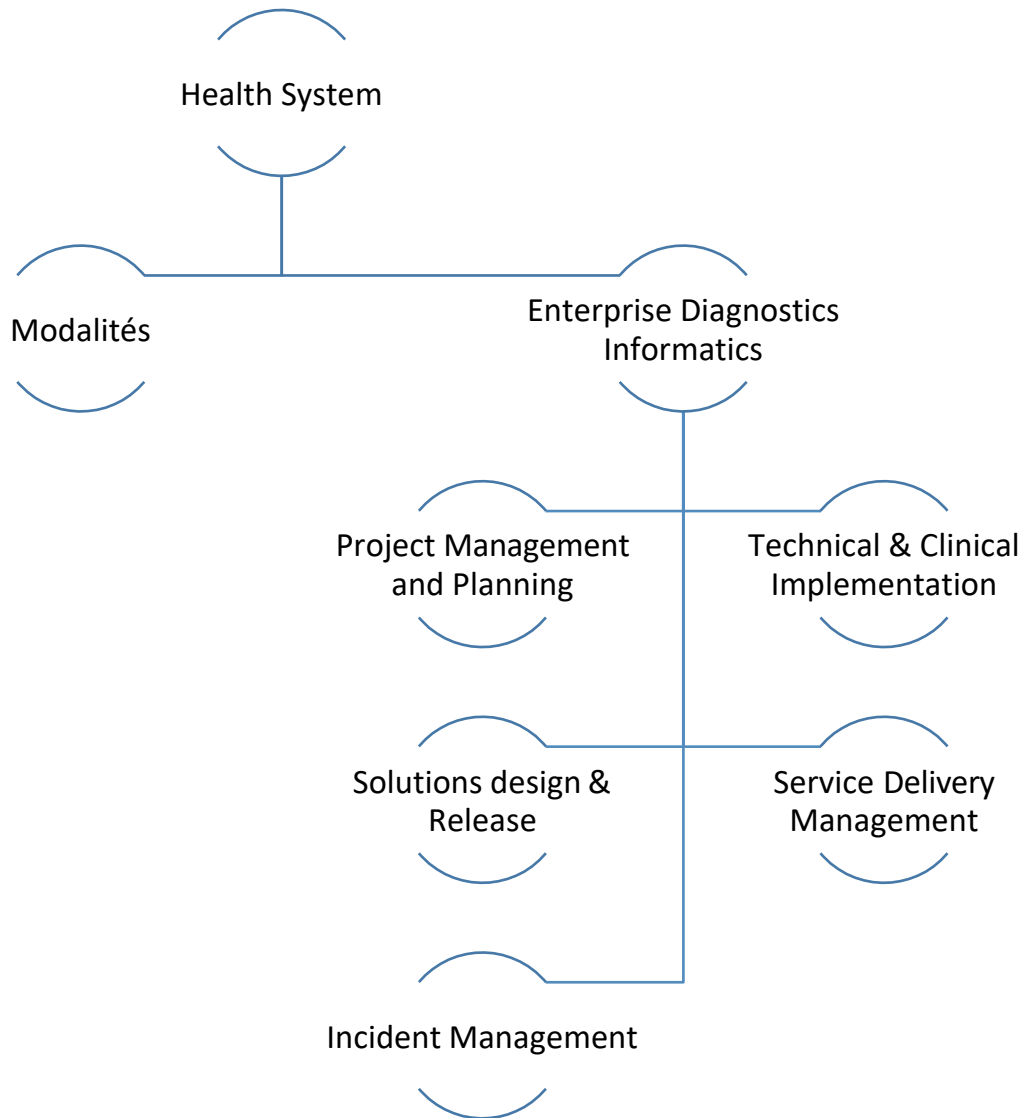 Health System
Modalités
Enterprise Diagnostics
Informatics
Project Management
and Planning
Technical & Clinical
Implementation
Solutions design &
Release
Service Delivery
Management
Incident Management